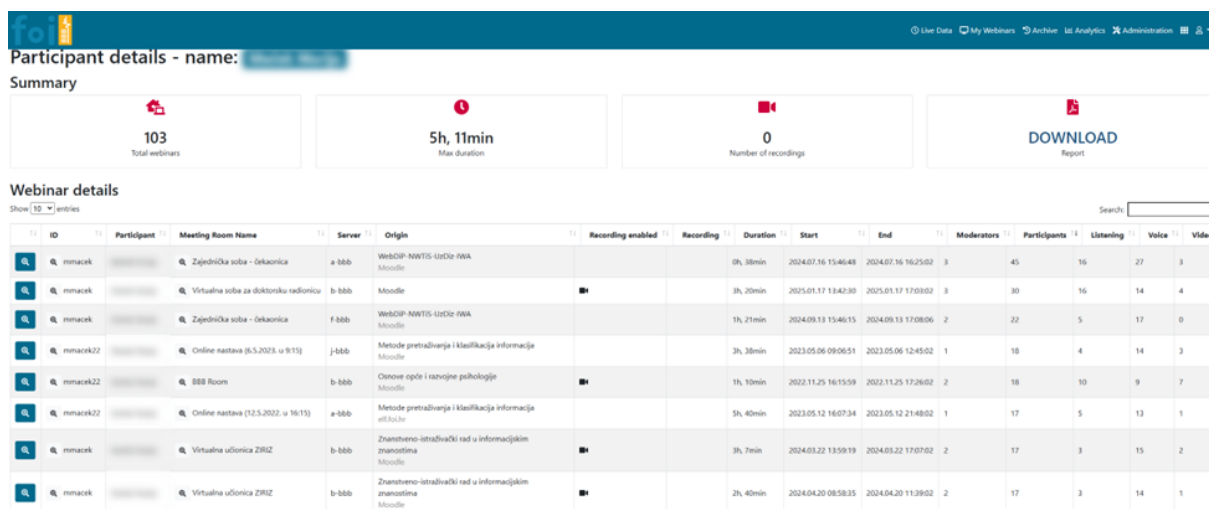 foi
Live Data My Webinars Archive Analytics Administration
Participant details - name:
Summary
103
Total webinars
5h, 11min
Max duration
0
Number of recordings
DOWNLOAD
Report
Webinar details
Show 10 entries
Search:
ID Participant Meeting Room Name Server Origin Recording enabled Recording Duration Start End Moderators Participants Listening Voice Vide
mmacek Zajednička soba - čekaonica a-bbb WebDiP-NWTiS-UzDiz-IWA 0h, 38min 2024.07.16 15:46:48 2024.07.16 16:25:02 3 45 16 27 3
Moodle
mmacek Virtualna soba za doktorsku radionicu b-bbb Moodle 3h, 20min 2025.01.17 13:42:30 2025.01.17 17:03:02 3 30 16 14 4
mmacek Zajednička soba - čekaonica f-bbb WebDiP-NWTiS-UzDiz-IWA 1h, 21min 2024.09.13 15:46:15 2024.09.13 17:08:06 2 22 5 17 0
Moodle
mmacek22 Online nastava (6.5.2023. u 9:15) j-bbb Metode pretraživanja i klasifikacija informacija 3h, 38min 2023.05.06 09:06:51 2023.05.06 12:45:02 1 18 4 14 3
Moodle
mmacek22 BBB Room b-bbb Osnove opće i razvojne psihologije 1h, 10min 2022.11.25 16:15:59 2022.11.25 17:26:02 2 18 10 9 7
Moodle
mmacek22 Online nastava (12.5.2022. u 16:15) a-bbb Metode pretraživanja i klasifikacija informacija 5h, 40min 2023.05.12 16:07:34 2023.05.12 21:48:02 1 17 5 13 1
elf.foi.hr
mmacek Virtualna učionica ZIRIZ b-bbb Znanstveno-istraživački rad u informacijskim 3h, 7min 2024.03.22 13:59:19 2024.03.22 17:07:02 2 17 3 15 2
znanostima
Moodle
mmacek Virtualna učionica ZIRIZ b-bbb Znanstveno-istraživački rad u informacijskim 2h, 40min 2024.04.20 08:58:35 2024.04.20 11:39:02 2 17 3 14 1
znanostima
Moodle